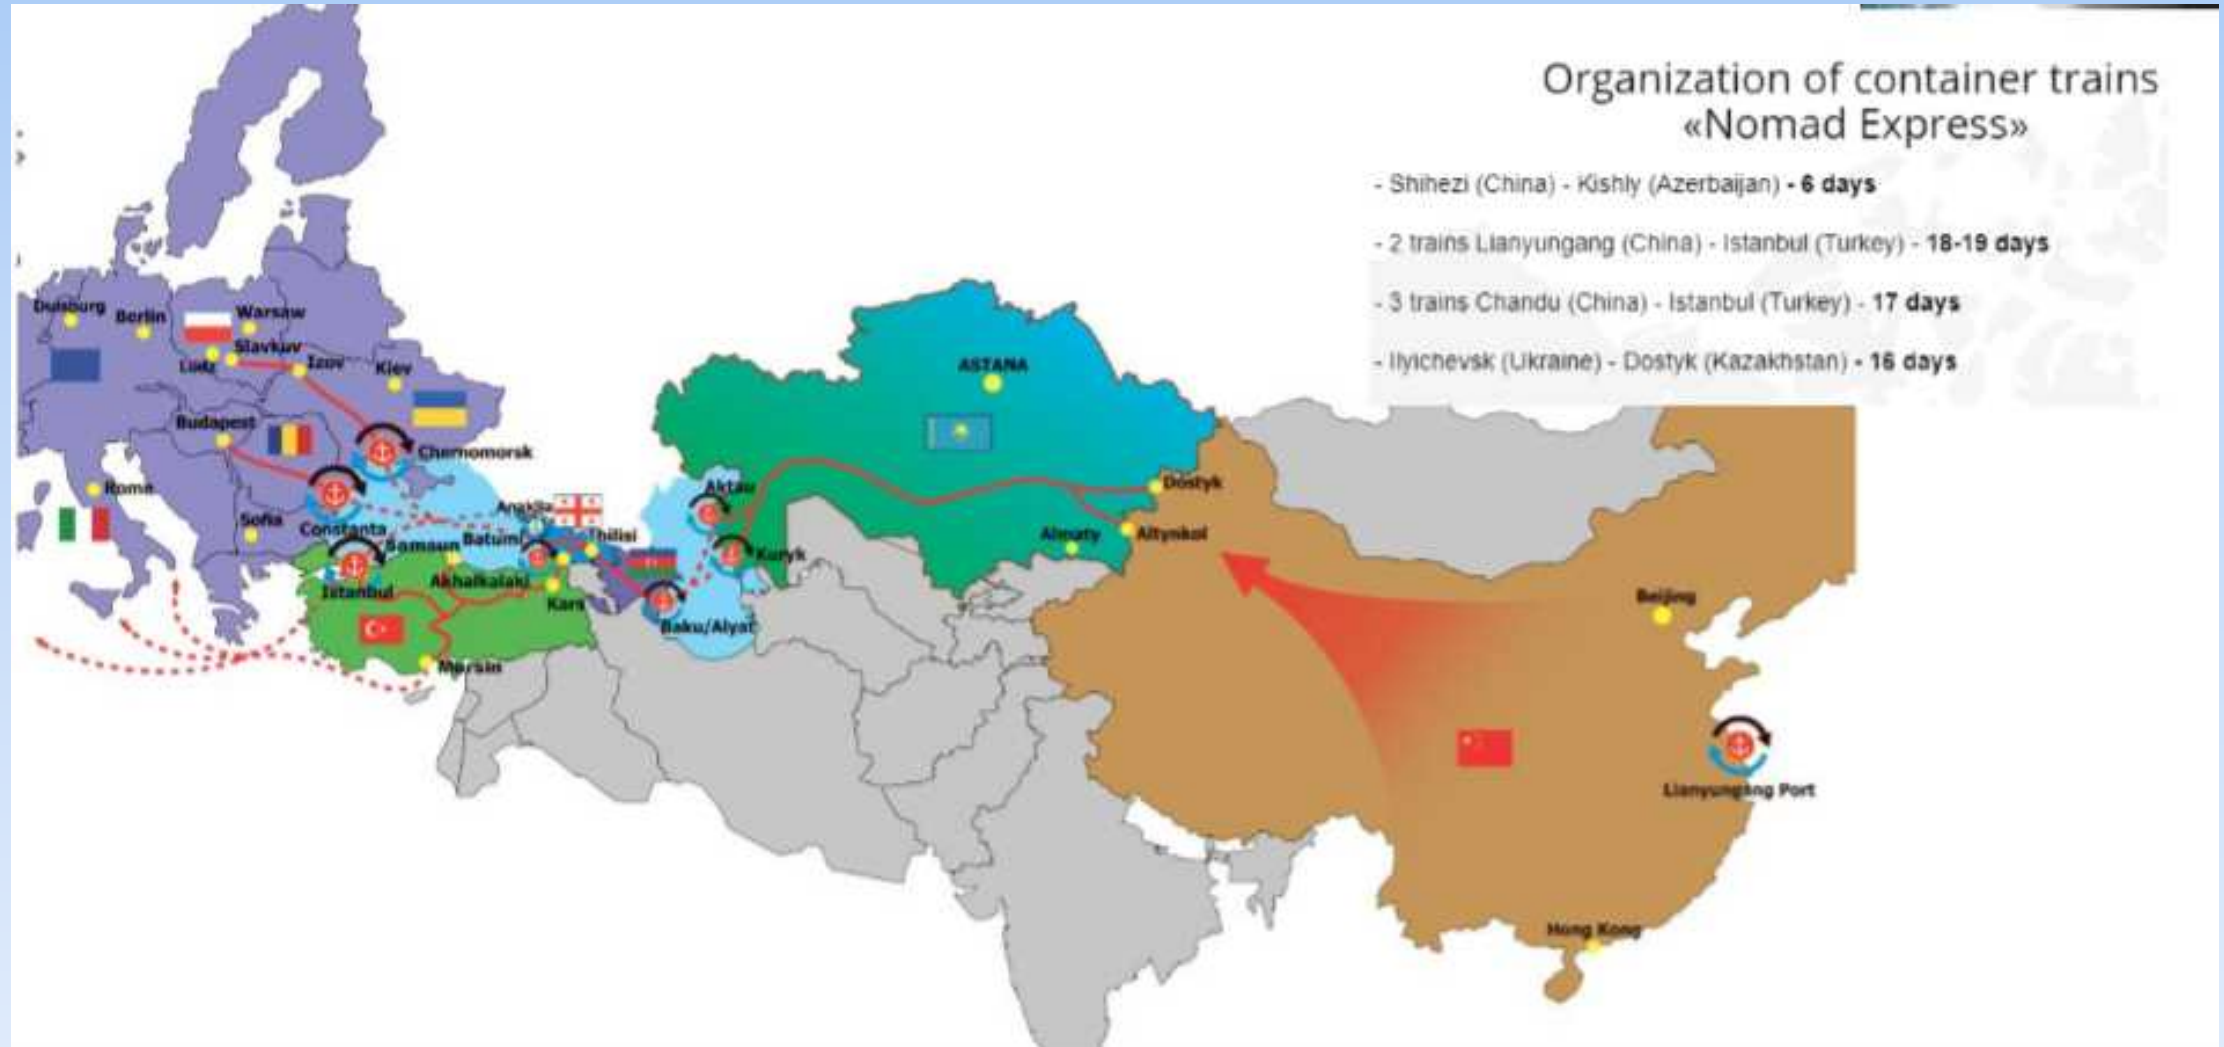 Organization of container trains
«Nomad Express»
- Shihezi (China) - Kishly (Azerbaijan) - 6 days
- 2 trains Lianyungang (China) - Istanbul (Turkey) - 18-19 days
- 3 trains Chandu (China) - Istanbul (Turkey) - 17 days
- Ilyichevsk (Ukraine) - Dostyk (Kazakhstan) - 16 days
Duisburg
Berlin
Warsaw
Slavkuv
Lodz
Izov
Kiev
ASTANA
Budapest
Chernomorsk
Rome
Aktau
Dostyk
Anaklia
Sofia
Constanta
Samsun
Batumi
Tbilisi
Almaty
Altynkol
Kuryk
Akhalkalaki
Istanbul
Kars
Beijing
Baku/Alyat
Mersin
Lianyungang Port
Hong Kong